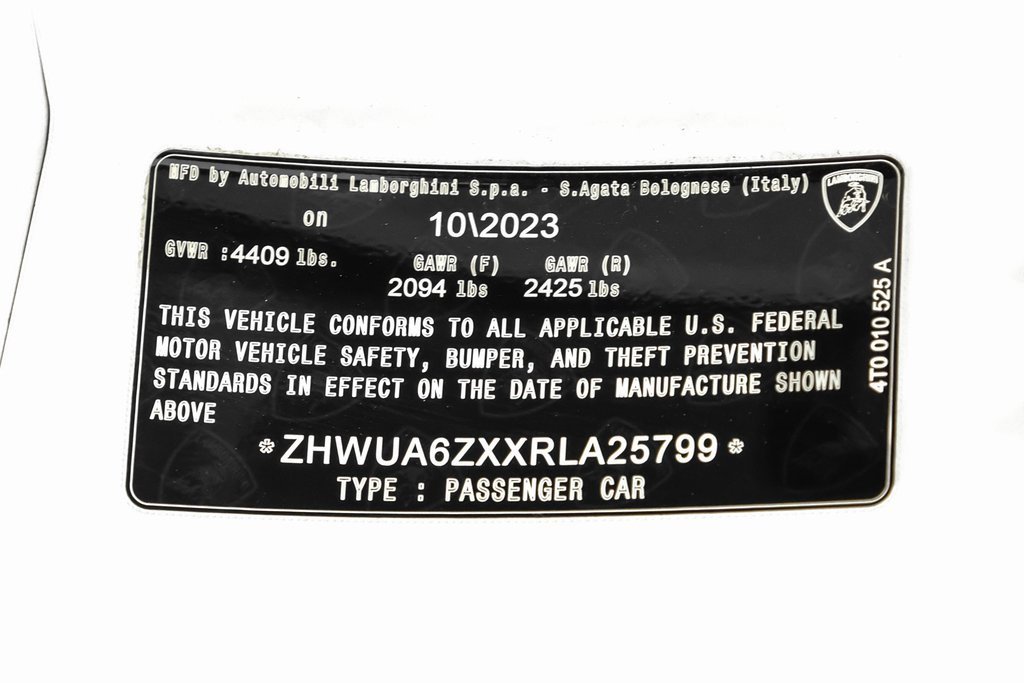 MFD by Automobili Lamborghini S.p.a. - S.Agata Bolognese (Italy)
LAMBORGHINI
on 10\2023
GVWR :4409 lbs. GAWR (F) GAWR (R)
2094 lbs 2425 lbs
THIS VEHICLE CONFORMS TO ALL APPLICABLE U.S. FEDERAL
MOTOR VEHICLE SAFETY, BUMPER, AND THEFT PREVENTION
STANDARDS IN EFFECT ON THE DATE OF MANUFACTURE SHOWN
ABOVE
*ZHWUA6ZXXRLA25799*
TYPE : PASSENGER CAR
4T0 010 525 A